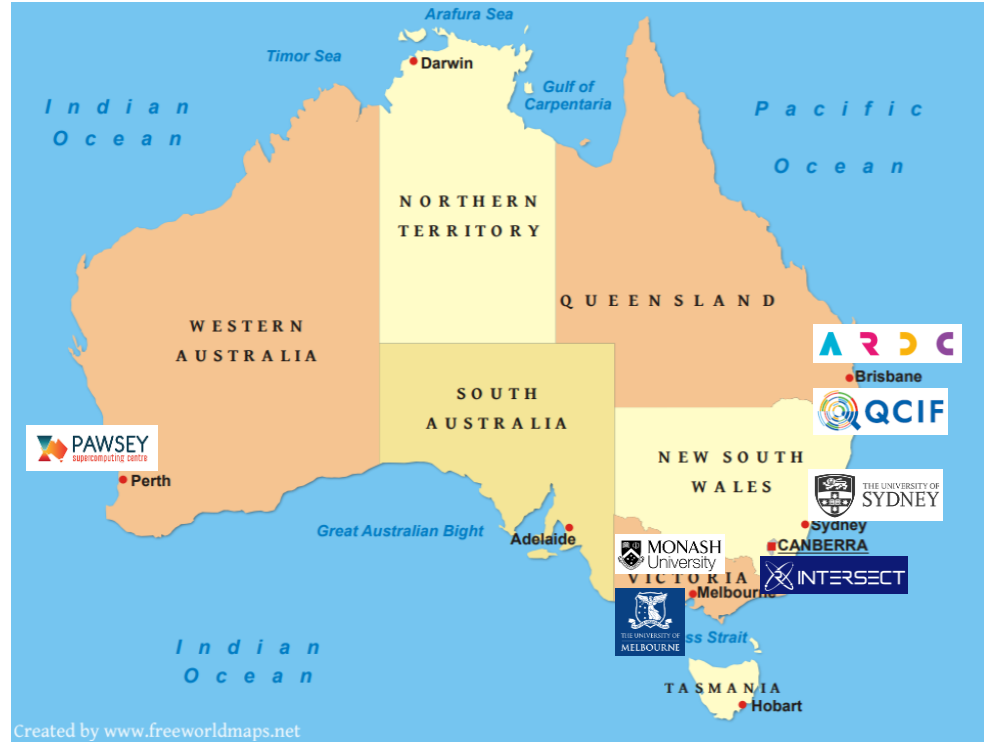 Arafura Sea
Timor Sea
Darwin
Gulf of
Carpentaria
Indian
Ocean
Pacific
Ocean
NORTHERN
TERRITORY
QUEENSLAND
WESTERN
AUSTRALIA
ARDC
Brisbane
SOUTH
AUSTRALIA
QCIF
PAWSEY
supercomputing centre
Perth
NEW SOUTH
WALES
THE UNIVERSITY OF
SYDNEY
Sydney
Great Australian Bight
Adelaide
CANBERRA
MONASH
University
VICTORIA
INTERSECT
Melbourne
THE UNIVERSITY OF
MELBOURNE
ss Strait
Indian
Ocean
TASMANIA
Hobart
Created by www.freeworldmaps.net